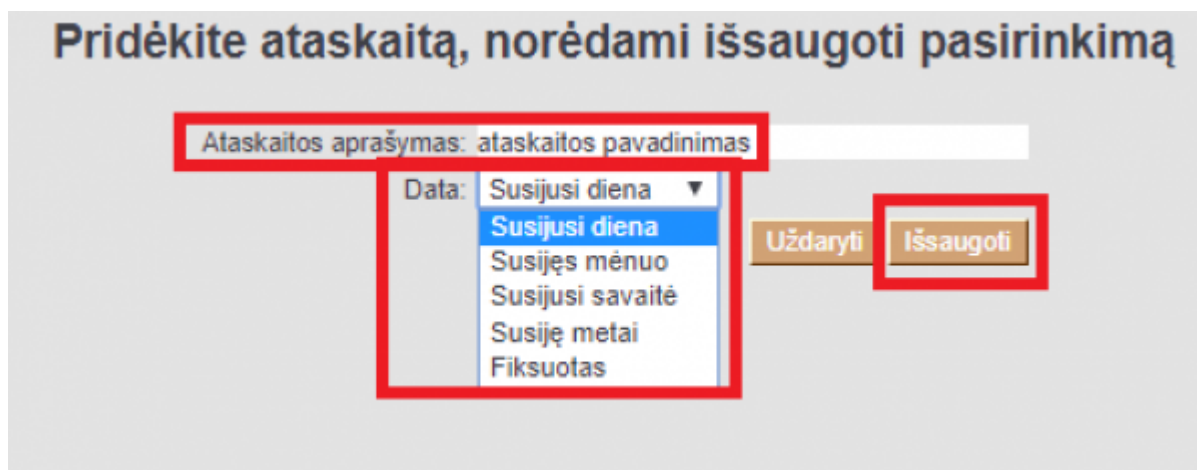 Pridėkite ataskaitą, norėdami išsaugoti pasirinkimą
Ataskaitos aprašymas: ataskaitos pavadinimas
Data: Susijusi diena ▼
Susijusi diena
Susijęs mėnuo
Susijusi savaitė
Susiję metai
Fiksuotas
Uždaryti Išsaugoti